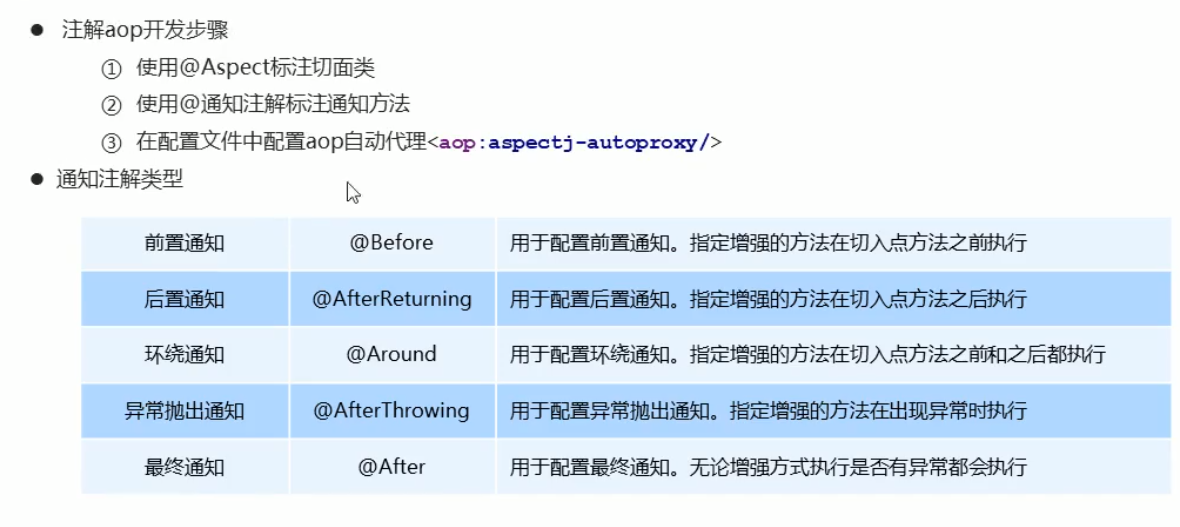 ● 注解aop开发步骤
① 使用@Aspect标注切面类
② 使用@通知注解标注通知方法
③ 在配置文件中配置aop自动代理<aop:aspectj-autoproxy/>
● 通知注解类型
前置通知 @Before 用于配置前置通知。指定增强的方法在切入点方法之前执行
后置通知 @AfterReturning 用于配置后置通知。指定增强的方法在切入点方法之后执行
环绕通知 @Around 用于配置环绕通知。指定增强的方法在切入点方法之前和之后都执行
异常抛出通知 @AfterThrowing 用于配置异常抛出通知。指定增强的方法在出现异常时执行
最终通知 @After 用于配置最终通知。无论增强方式执行是否有异常都会执行